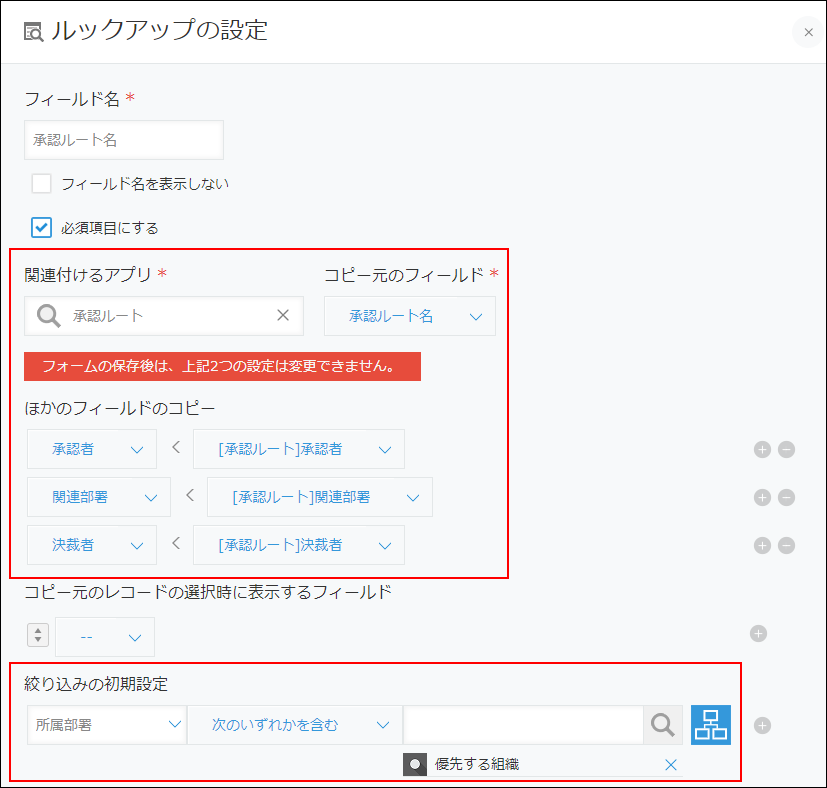 ルックアップの設定
フィールド名 *
承認ルート名
フィールド名を表示しない
必須項目にする
関連付けるアプリ * コピー元のフィールド *
承認ルート 承認ルート名
フォームの保存後は、上記2つの設定は変更できません。
ほかのフィールドのコピー
承認者 < [承認ルート]承認者
関連部署 < [承認ルート]関連部署
決裁者 < [承認ルート]決裁者
コピー元のレコードの選択時に表示するフィールド
--
絞り込みの初期設定
所属部署 次のいずれかを含む
優先する組織